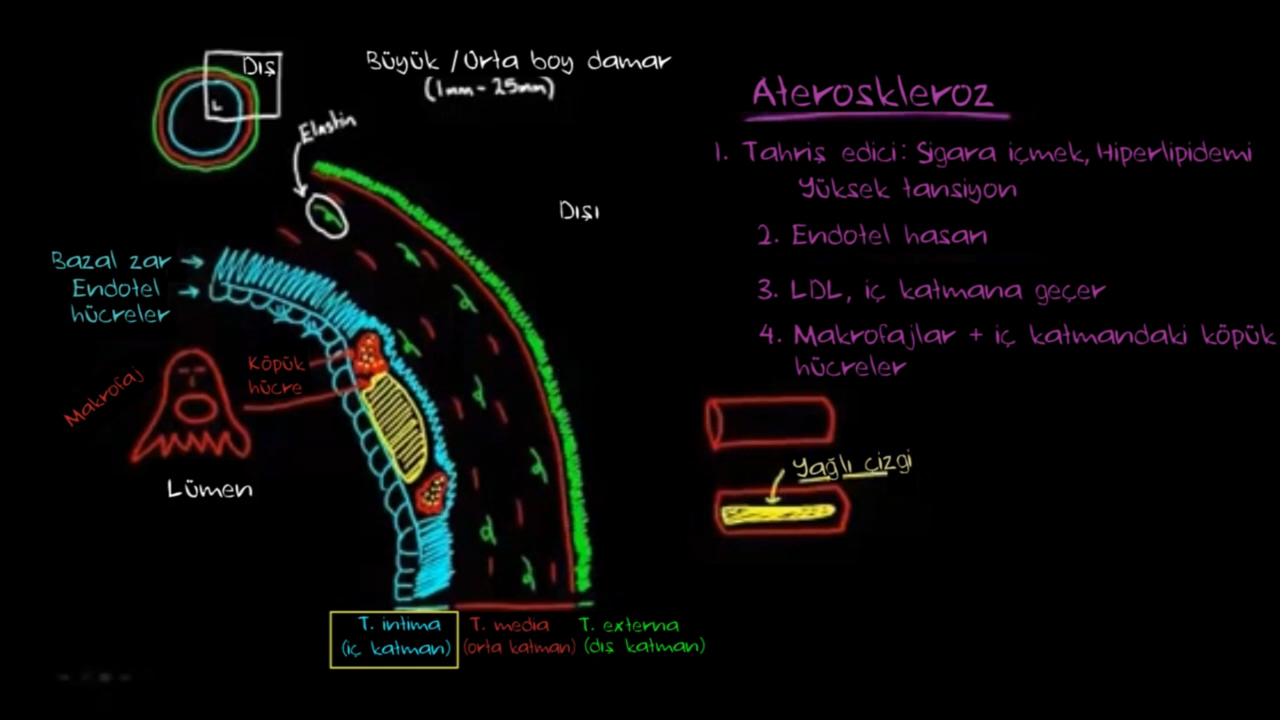 DIŞ
L
Büyük / Orta boy damar
(1mm - 25mm)
Elastin
Dışı
Bazal zar
Endotel
hücreler
Makrofaj
Köpük
hücre
Lümen
T. intima
(iç katman)
T. media
(orta katman)
T. externa
(dış katman)
Ateroskleroz
1. Tahriş edici: Sigara içmek, Hiperlipidemi
Yüksek tansiyon
2. Endotel hasarı
3. LDL, iç katmana geçer
4. Makrofajlar + iç katmandaki köpük
hücreler
Yağlı çizgi